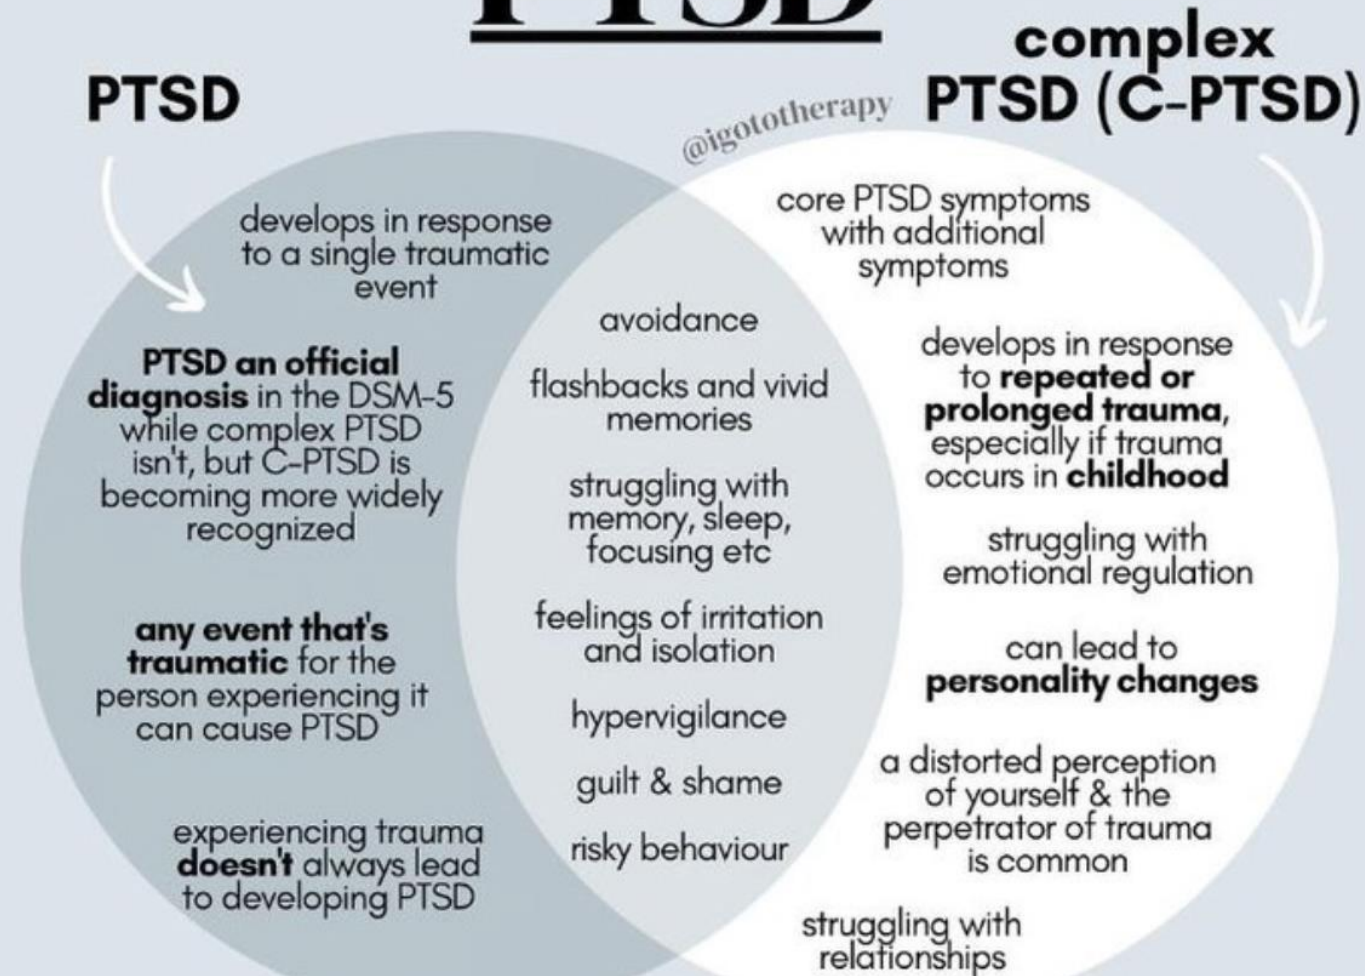 PTSD
complex
PTSD (C-PTSD)
PTSD
@igototherapy
develops in response
to a single traumatic
event
PTSD an official
diagnosis in the DSM-5
while complex PTSD
isn't, but C-PTSD is
becoming more widely
recognized
any event that's
traumatic for the
person experiencing it
can cause PTSD
experiencing trauma
doesn't always lead
to developing PTSD
avoidance
flashbacks and vivid
memories
struggling with
memory, sleep,
focusing etc
feelings of irritation
and isolation
hypervigilance
guilt & shame
risky behaviour
core PTSD symptoms
with additional
symptoms
develops in response
to repeated or
prolonged trauma,
especially if trauma
occurs in childhood
struggling with
emotional regulation
can lead to
personality changes
a distorted perception
of yourself & the
perpetrator of trauma
is common
struggling with
relationships